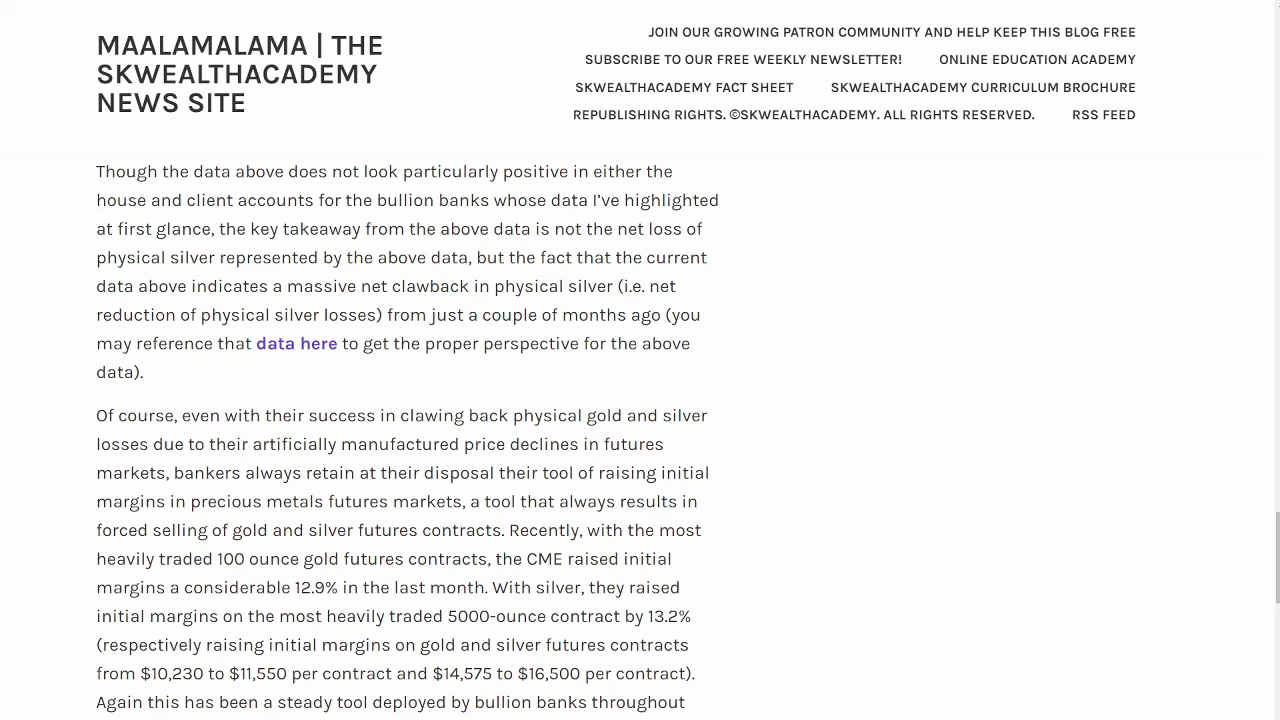 MAALAMALAMA | THE
SKWEALTHACADEMY
NEWS SITE
JOIN OUR GROWING PATRON COMMUNITY AND HELP KEEP THIS BLOG FREE
SUBSCRIBE TO OUR FREE WEEKLY NEWSLETTER! ONLINE EDUCATION ACADEMY
SKWEALTHACADEMY FACT SHEET SKWEALTHACADEMY CURRICULUM BROCHURE
REPUBLISHING RIGHTS. ©SKWEALTHACADEMY. ALL RIGHTS RESERVED. RSS FEED
Though the data above does not look particularly positive in either the
house and client accounts for the bullion banks whose data I’ve highlighted
at first glance, the key takeaway from the above data is not the net loss of
physical silver represented by the above data, but the fact that the current
data above indicates a massive net clawback in physical silver (i.e. net
reduction of physical silver losses) from just a couple of months ago (you
may reference that data here to get the proper perspective for the above
data).
Of course, even with their success in clawing back physical gold and silver
losses due to their artificially manufactured price declines in futures
markets, bankers always retain at their disposal their tool of raising initial
margins in precious metals futures markets, a tool that always results in
forced selling of gold and silver futures contracts. Recently, with the most
heavily traded 100 ounce gold futures contracts, the CME raised initial
margins a considerable 12.9% in the last month. With silver, they raised
initial margins on the most heavily traded 5000-ounce contract by 13.2%
(respectively raising initial margins on gold and silver futures contracts
from $10,230 to $11,550 per contract and $14,575 to $16,500 per contract).
Again this has been a steady tool deployed by bullion banks throughout